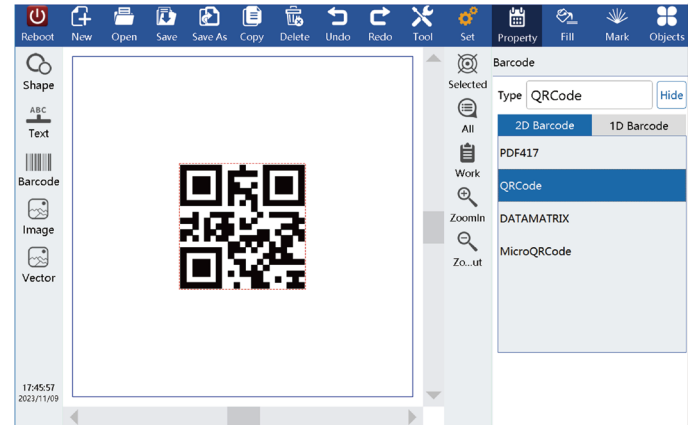 Reboot New Open Save Save As Copy Delete Undo Redo Tool Set Property Fill Mark Objects
Shape
ABC
Text
Barcode
Image
Vector
17:45:57
2023/11/09
Selected
All
Work
ZoomIn
Zo...ut
Barcode
Type QRCode Hide
2D Barcode 1D Barcode
PDF417
QRCode
DATAMATRIX
MicroQRCode